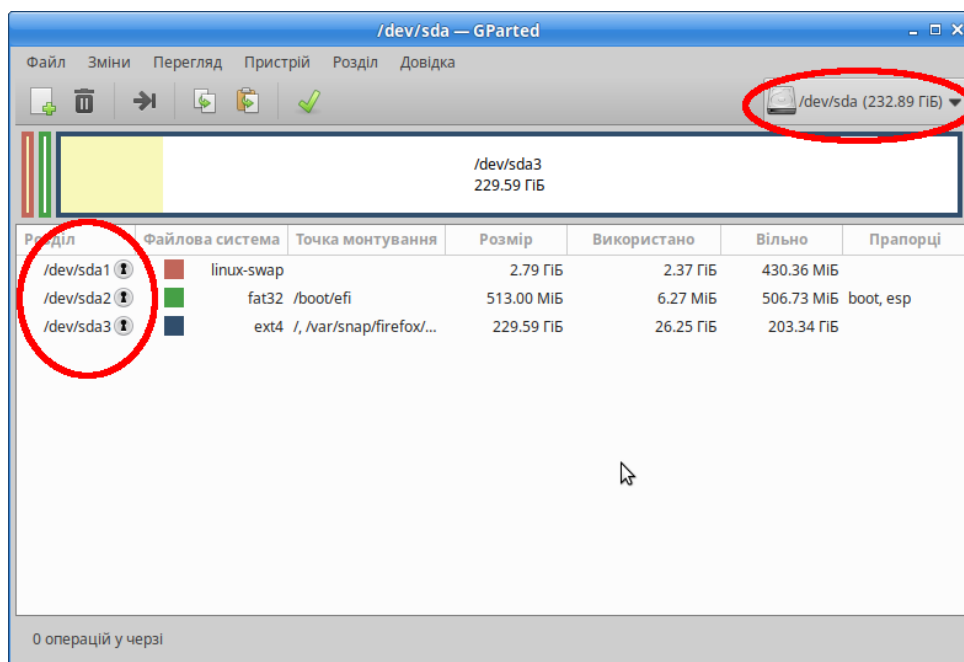 /dev/sda — GParted
Файл Зміни Перегляд Пристрій Розділ Довідка
/dev/sda (232.89 ГіБ)
/dev/sda3
229.59 ГіБ
Розділ Файлова система Точка монтування Розмір Використано Вільно Прапорці
/dev/sda1 linux-swap 2.79 ГіБ 2.37 ГіБ 430.36 МіБ
/dev/sda2 fat32 /boot/efi 513.00 МіБ 6.27 МіБ 506.73 МіБ boot, esp
/dev/sda3 ext4 /, /var/snap/firefox/... 229.59 ГіБ 26.25 ГіБ 203.34 ГіБ
0 операцій у черзі